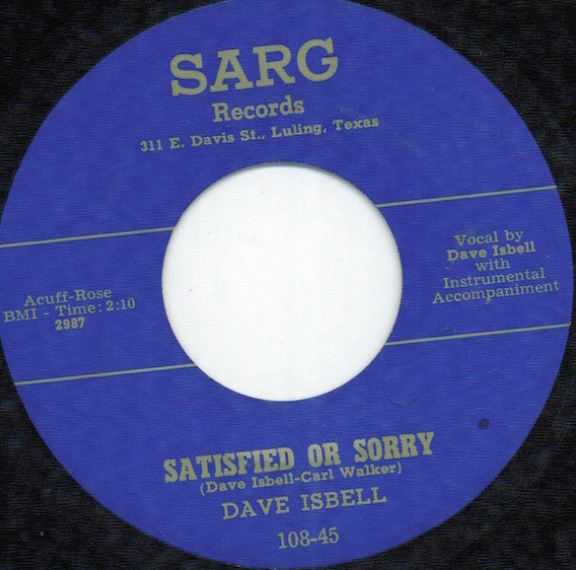 SARG
Records
311 E. Davis St., Luling, Texas
Acuff-Rose
BMI - Time: 2:10
2987
Vocal by
Dave Isbell
with
Instrumental
Accompaniment
SATISFIED OR SORRY
(Dave Isbell-Carl Walker)
DAVE ISBELL
108-45